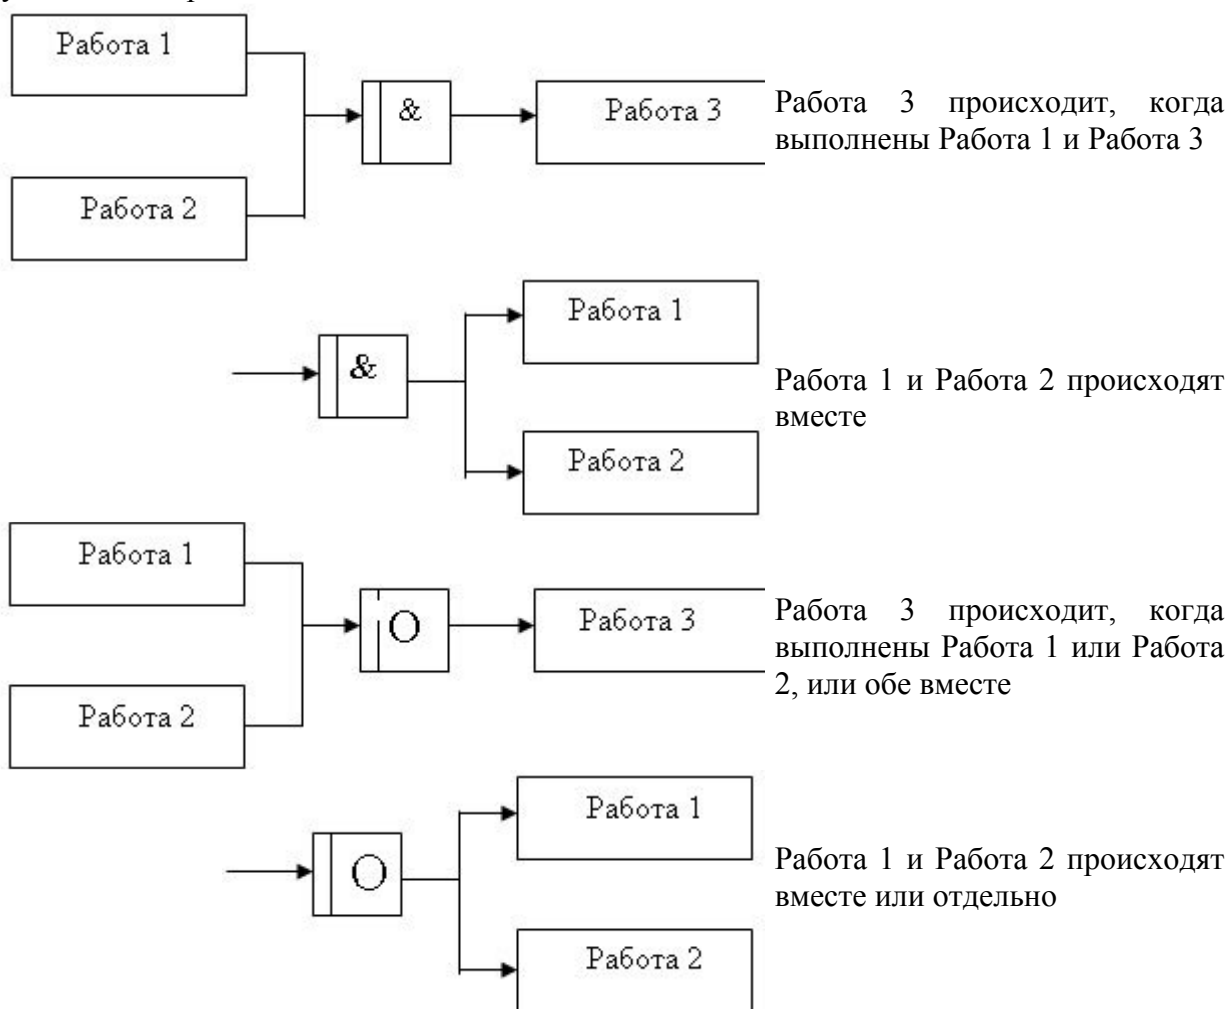 Работа 1
&
Работа 3
Работа 2
Работа 3 происходит, когда
выполнены Работа 1 и Работа 3
Работа 1
&
Работа 2
Работа 1 и Работа 2 происходят
вместе
Работа 1
O
Работа 3
Работа 2
Работа 3 происходит, когда
выполнены Работа 1 или Работа
2, или обе вместе
Работа 1
O
Работа 2
Работа 1 и Работа 2 происходят
вместе или отдельно